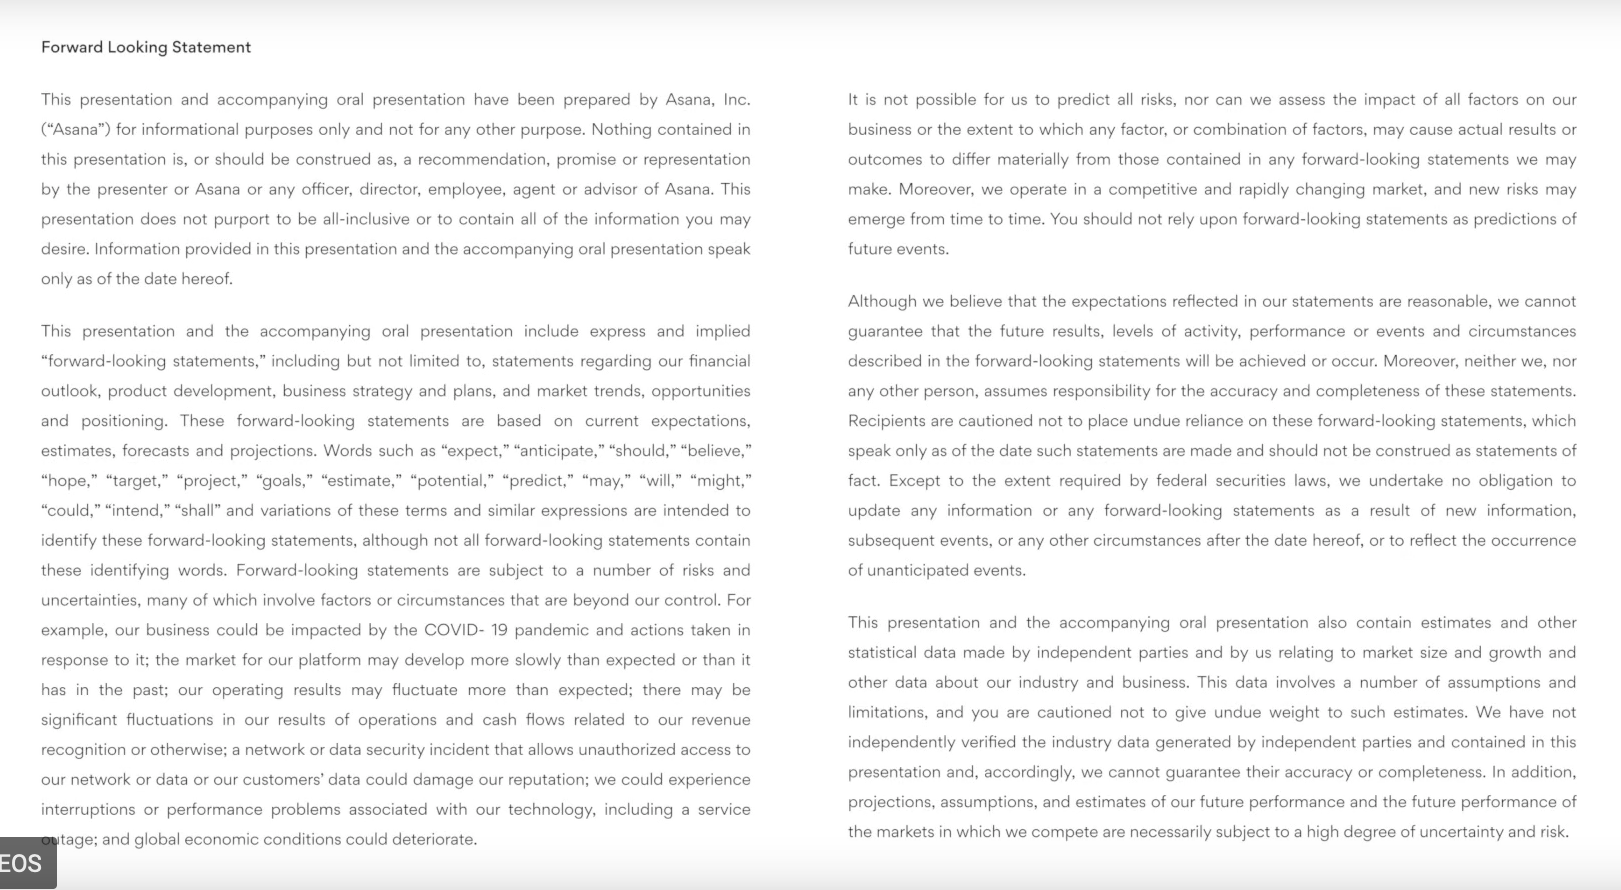 Forward Looking Statement
This presentation and accompanying oral presentation have been prepared by Asana, Inc.
(“Asana”) for informational purposes only and not for any other purpose. Nothing contained in
this presentation is, or should be construed as, a recommendation, promise or representation
by the presenter or Asana or any officer, director, employee, agent or advisor of Asana. This
presentation does not purport to be all-inclusive or to contain all of the information you may
desire. Information provided in this presentation and the accompanying oral presentation speak
only as of the date hereof.
This presentation and the accompanying oral presentation include express and implied
“forward-looking statements,” including but not limited to, statements regarding our financial
outlook, product development, business strategy and plans, and market trends, opportunities
and positioning. These forward-looking statements are based on current expectations,
estimates, forecasts and projections. Words such as “expect,” “anticipate,” “should,” “believe,”
“hope,” “target,” “project,” “goals,” “estimate,” “potential,” “predict,” “may,” “will,” “might,”
“could,” “intend,” “shall” and variations of these terms and similar expressions are intended to
identify these forward-looking statements, although not all forward-looking statements contain
these identifying words. Forward-looking statements are subject to a number of risks and
uncertainties, many of which involve factors or circumstances that are beyond our control. For
example, our business could be impacted by the COVID- 19 pandemic and actions taken in
response to it; the market for our platform may develop more slowly than expected or than it
has in the past; our operating results may fluctuate more than expected; there may be
significant fluctuations in our results of operations and cash flows related to our revenue
recognition or otherwise; a network or data security incident that allows unauthorized access to
our network or data or our customers’ data could damage our reputation; we could experience
interruptions or performance problems associated with our technology, including a service
outage; and global economic conditions could deteriorate.
It is not possible for us to predict all risks, nor can we assess the impact of all factors on our
business or the extent to which any factor, or combination of factors, may cause actual results or
outcomes to differ materially from those contained in any forward-looking statements we may
make. Moreover, we operate in a competitive and rapidly changing market, and new risks may
emerge from time to time. You should not rely upon forward-looking statements as predictions of
future events.
Although we believe that the expectations reflected in our statements are reasonable, we cannot
guarantee that the future results, levels of activity, performance or events and circumstances
described in the forward-looking statements will be achieved or occur. Moreover, neither we, nor
any other person, assumes responsibility for the accuracy and completeness of these statements.
Recipients are cautioned not to place undue reliance on these forward-looking statements, which
speak only as of the date such statements are made and should not be construed as statements of
fact. Except to the extent required by federal securities laws, we undertake no obligation to
update any information or any forward-looking statements as a result of new information,
subsequent events, or any other circumstances after the date hereof, or to reflect the occurrence
of unanticipated events.
This presentation and the accompanying oral presentation also contain estimates and other
statistical data made by independent parties and by us relating to market size and growth and
other data about our industry and business. This data involves a number of assumptions and
limitations, and you are cautioned not to give undue weight to such estimates. We have not
independently verified the industry data generated by independent parties and contained in this
presentation and, accordingly, we cannot guarantee their accuracy or completeness. In addition,
projections, assumptions, and estimates of our future performance and the future performance of
the markets in which we compete are necessarily subject to a high degree of uncertainty and risk.
EOS